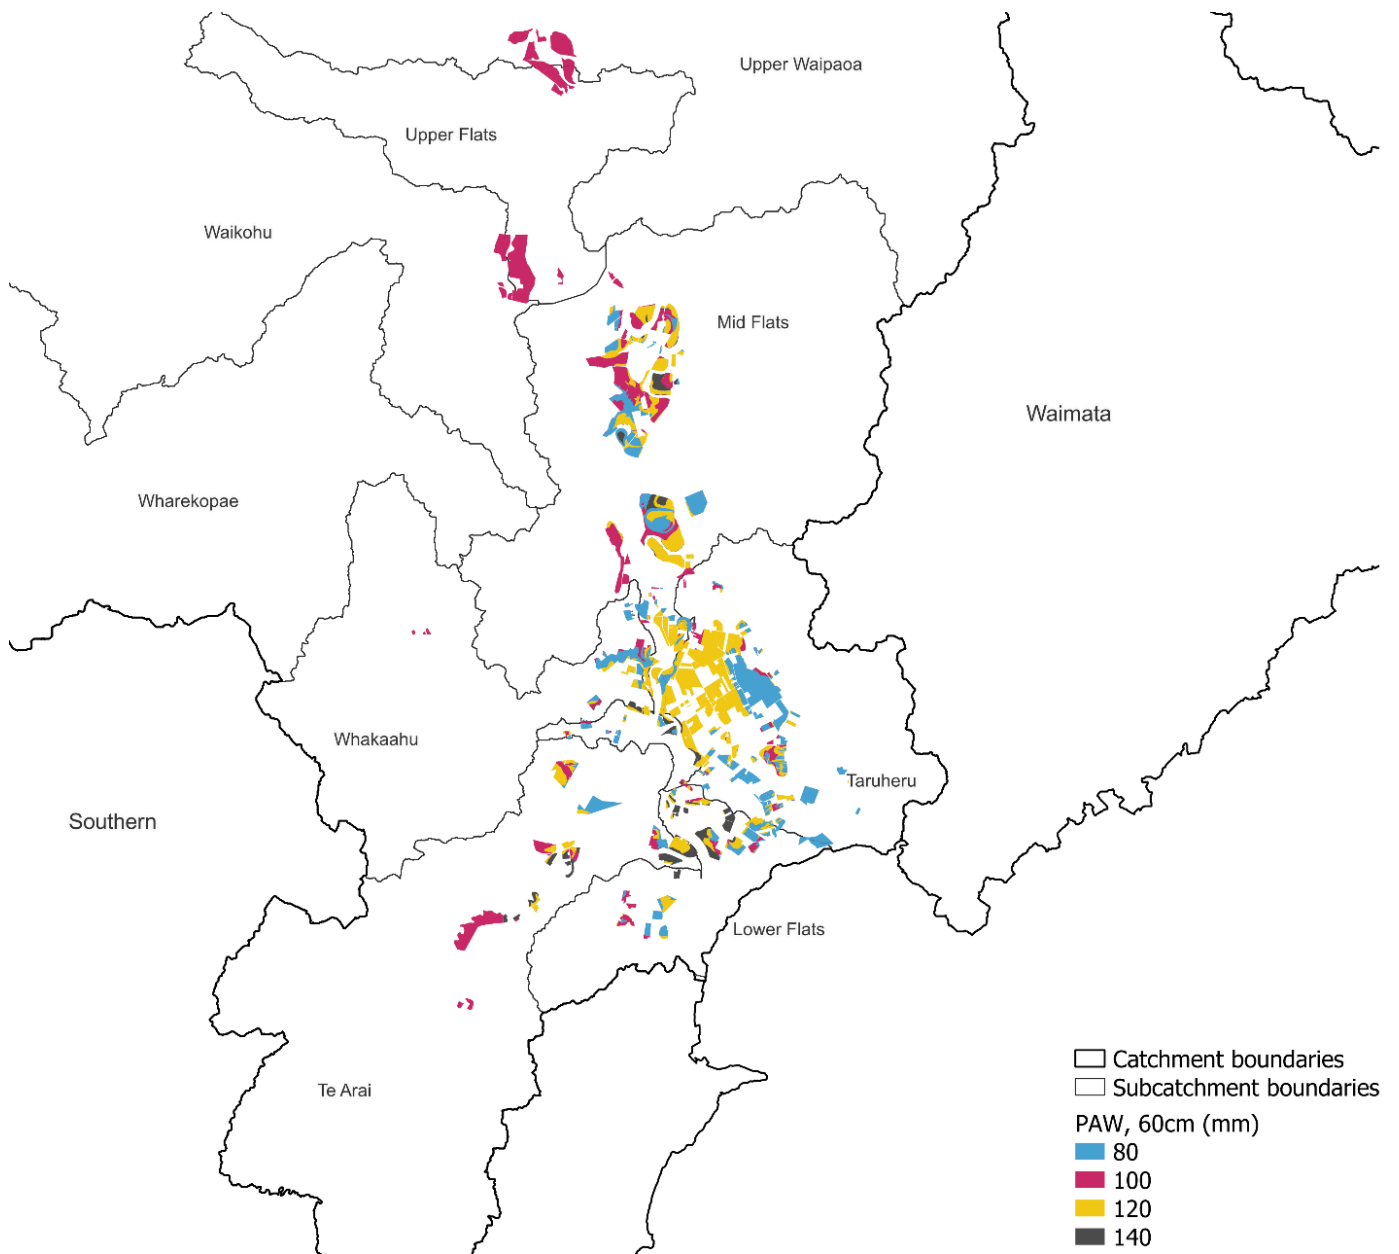 Upper Waipaoa
Upper Flats
Waikohu
Mid Flats
Waimata
Wharekopae
Whakaahu
Taruheru
Southern
Lower Flats
Te Arai
Catchment boundaries
Subcatchment boundaries
PAW, 60cm (mm)
80
100
120
140